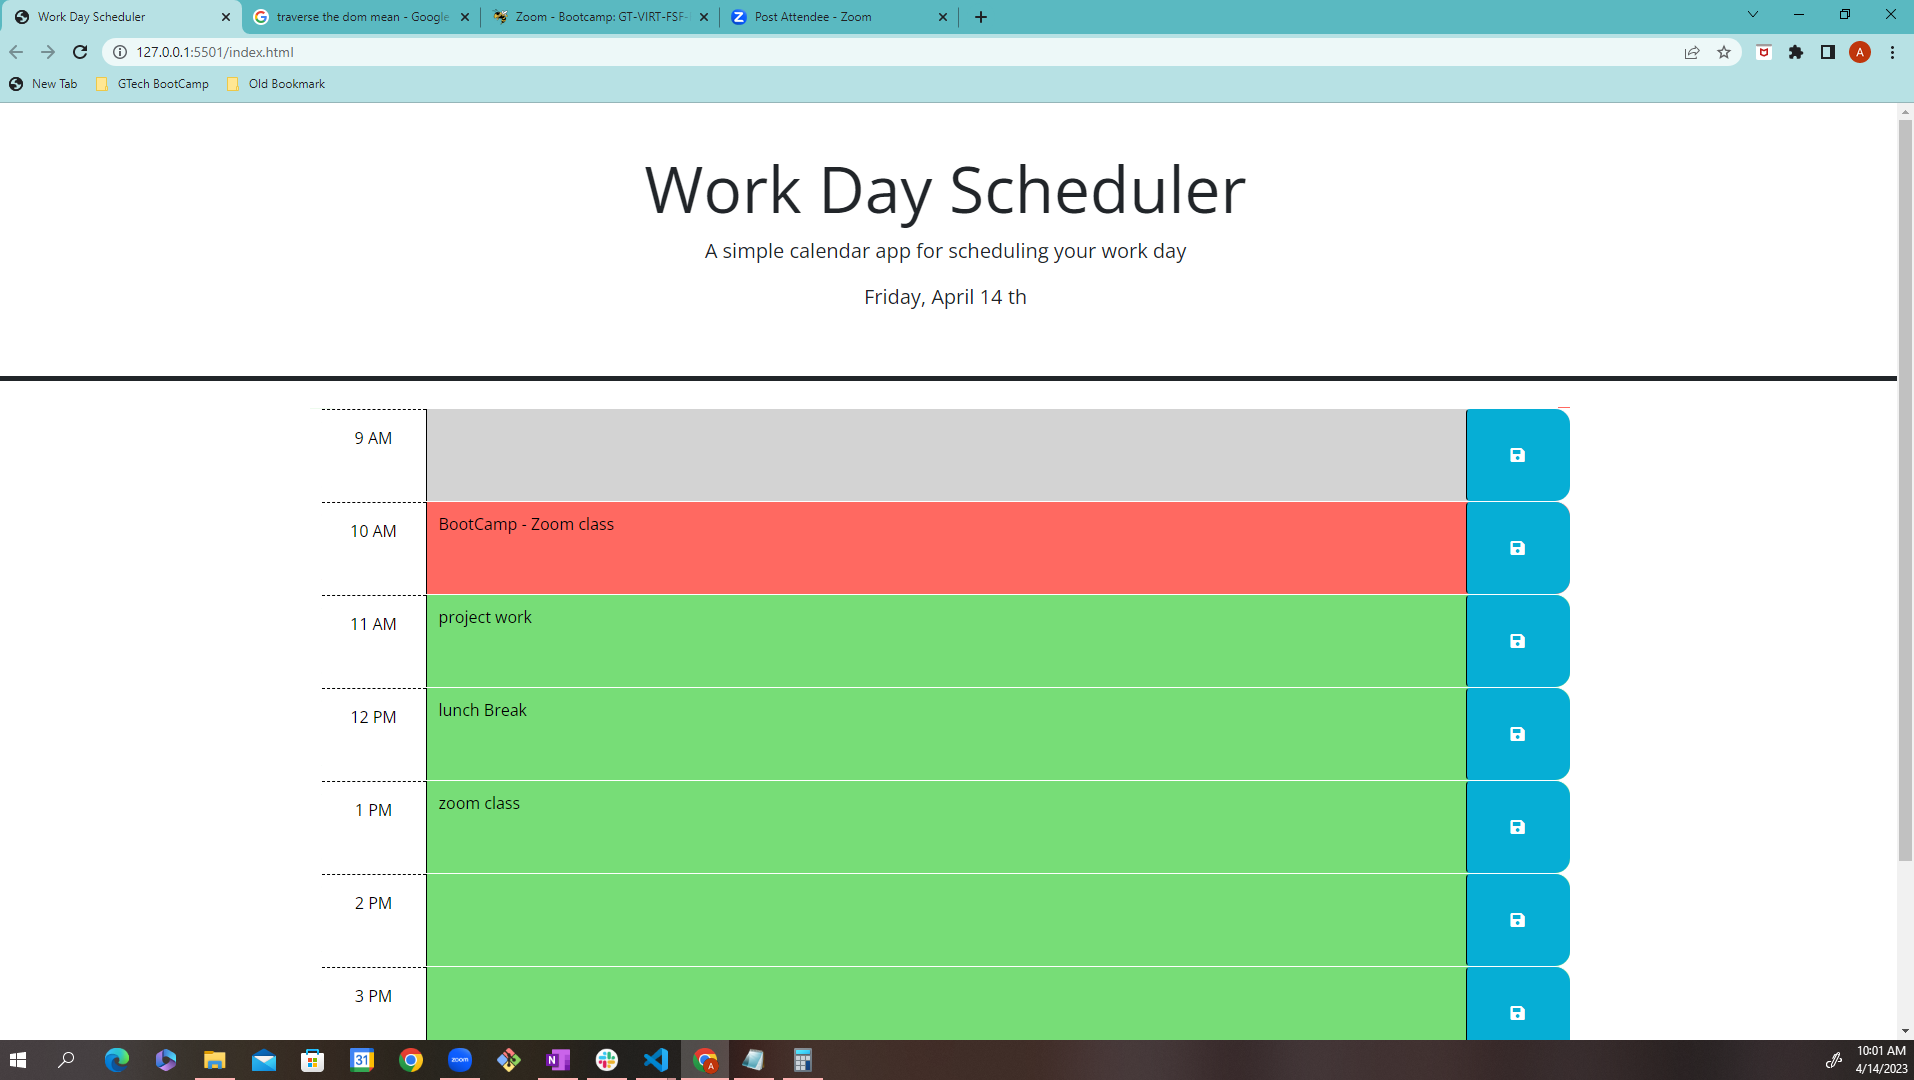 Work Day Scheduler
traverse the dom mean - Google
Zoom - Bootcamp: GT-VIRT-FSF-
Post Attendee - Zoom
127.0.0.1:5501/index.html
A
New Tab
GTech BootCamp
Old Bookmark
Work Day Scheduler
A simple calendar app for scheduling your work day
Friday, April 14 th
9 AM
10 AM
BootCamp - Zoom class
11 AM
project work
12 PM
lunch Break
1 PM
zoom class
2 PM
3 PM
31
zoom
N
A
10:01 AM
4/14/2023